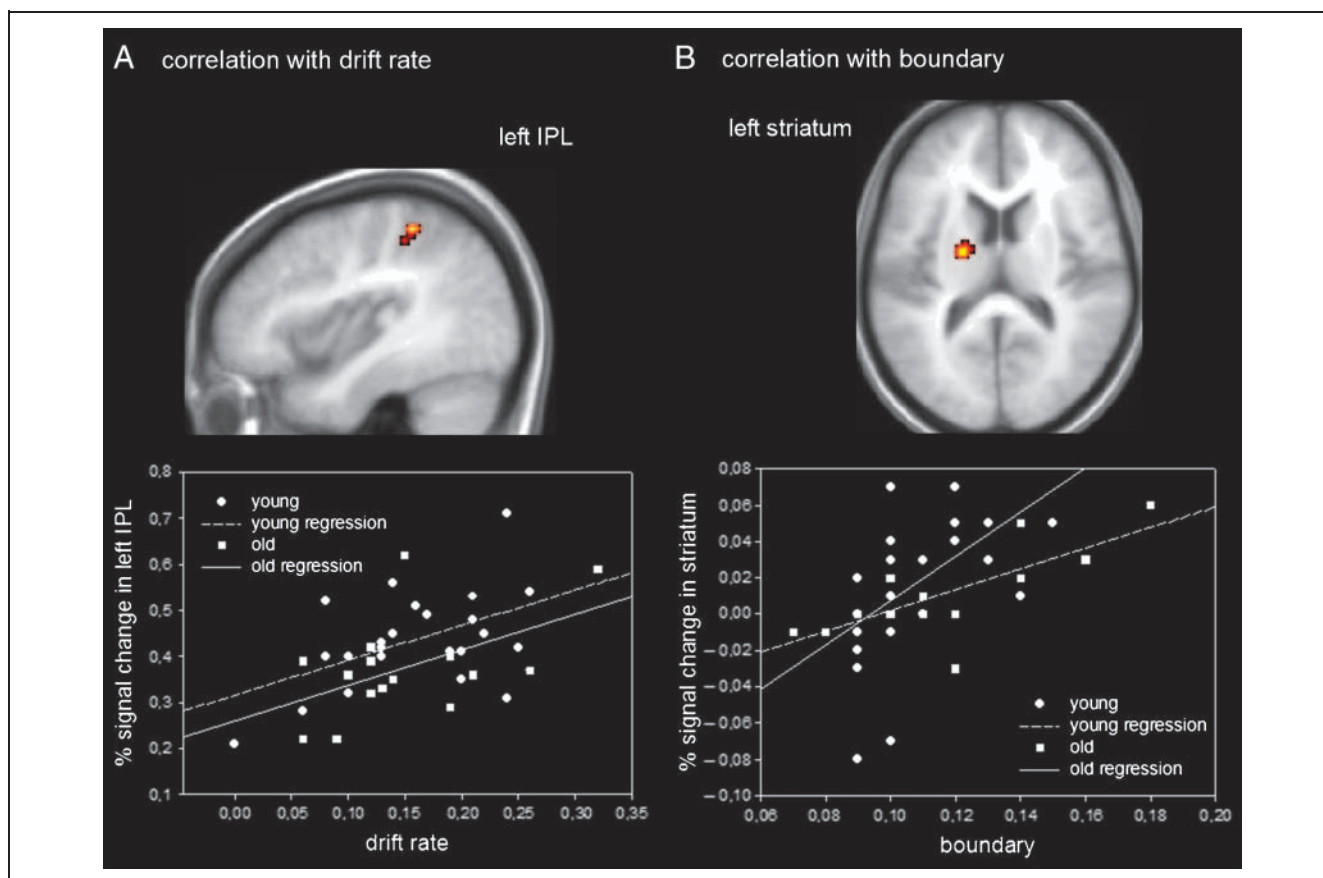 A correlation with drift rate
left IPL
% signal change in left IPL
0,8
0,7
0,6
0,5
0,4
0,3
0,2
0,1
young
young regression
old
old regression
0,00 0,05 0,10 0,15 0,20 0,25 0,30 0,35
drift rate
B correlation with boundary
left striatum
% signal change in striatum
0,08
0,06
0,04
0,02
0,00
−0,02
−0,04
−0,06
−0,08
−0,10
young
young regression
old
old regression
0,06 0,08 0,10 0,12 0,14 0,16 0,18 0,20
boundary